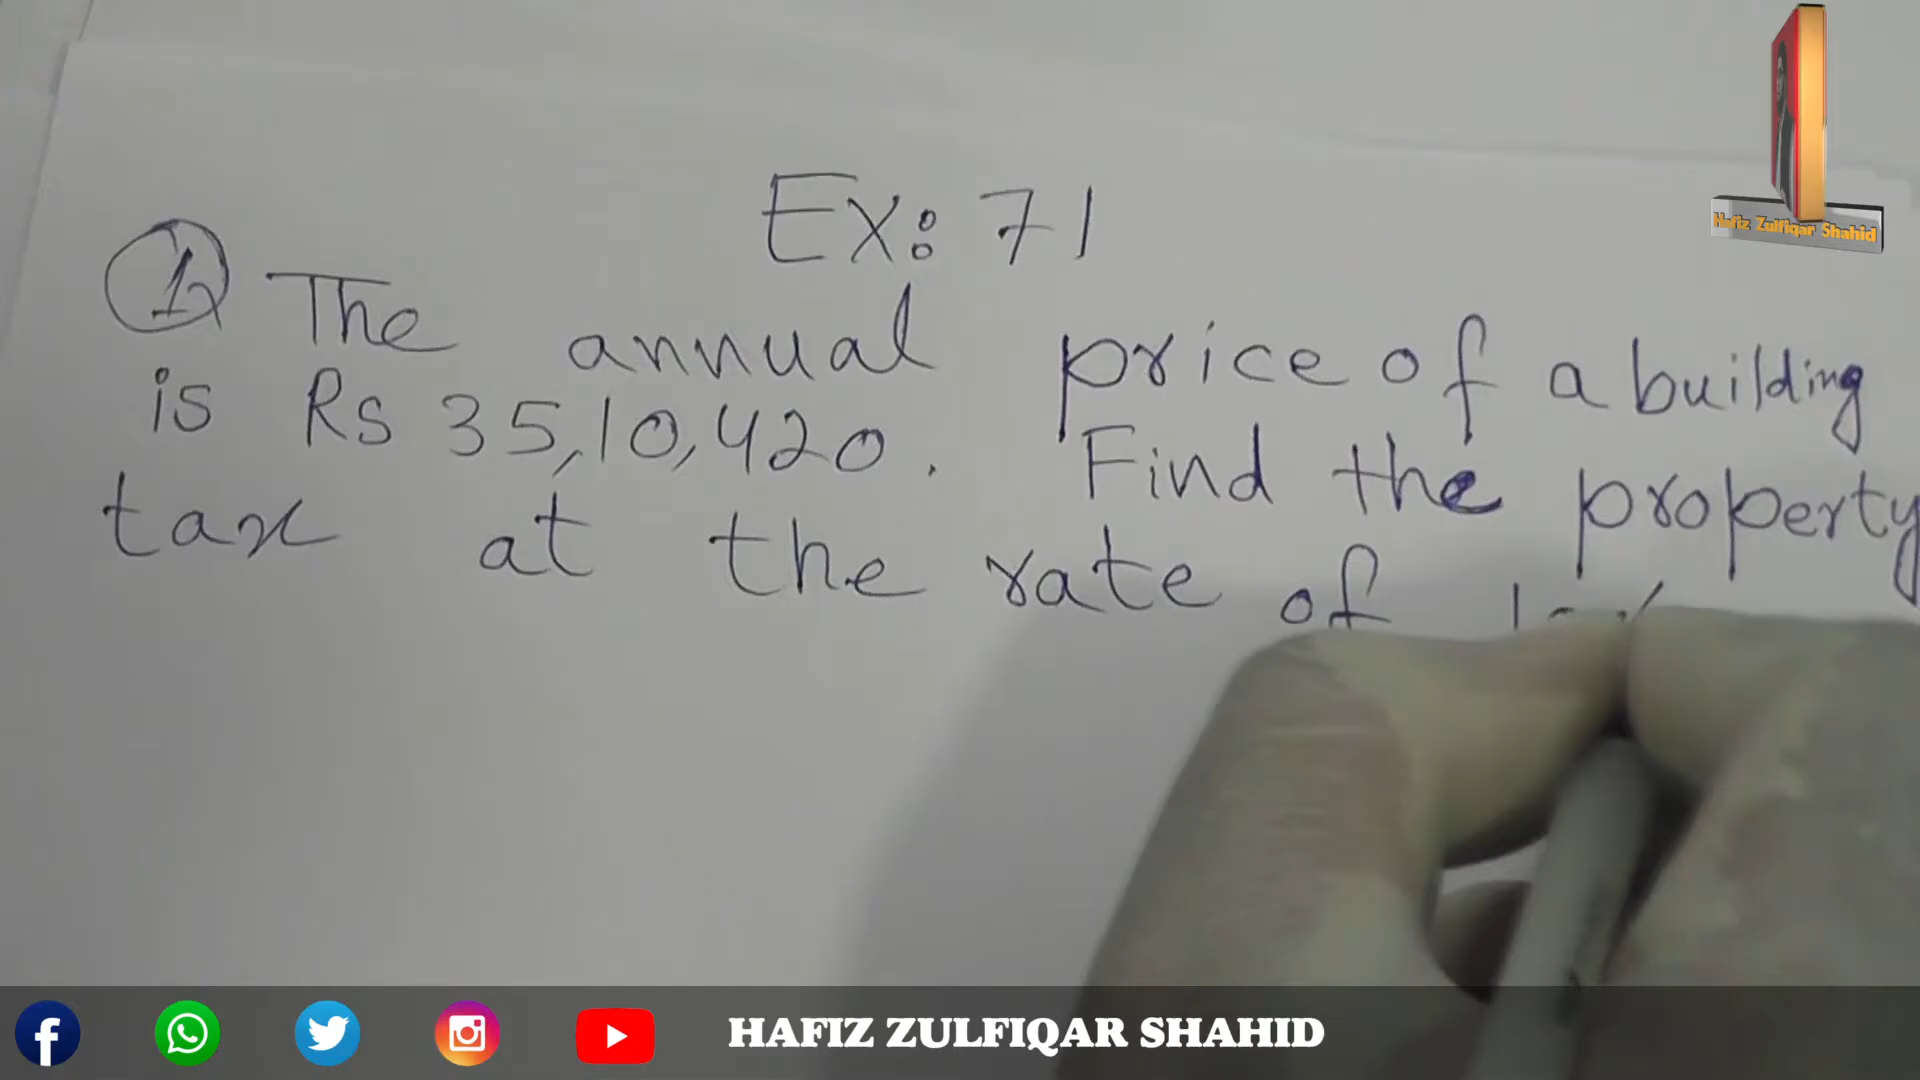 Ex: 71
1 The annual price of a building
is Rs 35,10,420. Find the property
tax at the rate of
Hafiz Zulfiqar Shahid
HAFIZ ZULFIQAR SHAHID